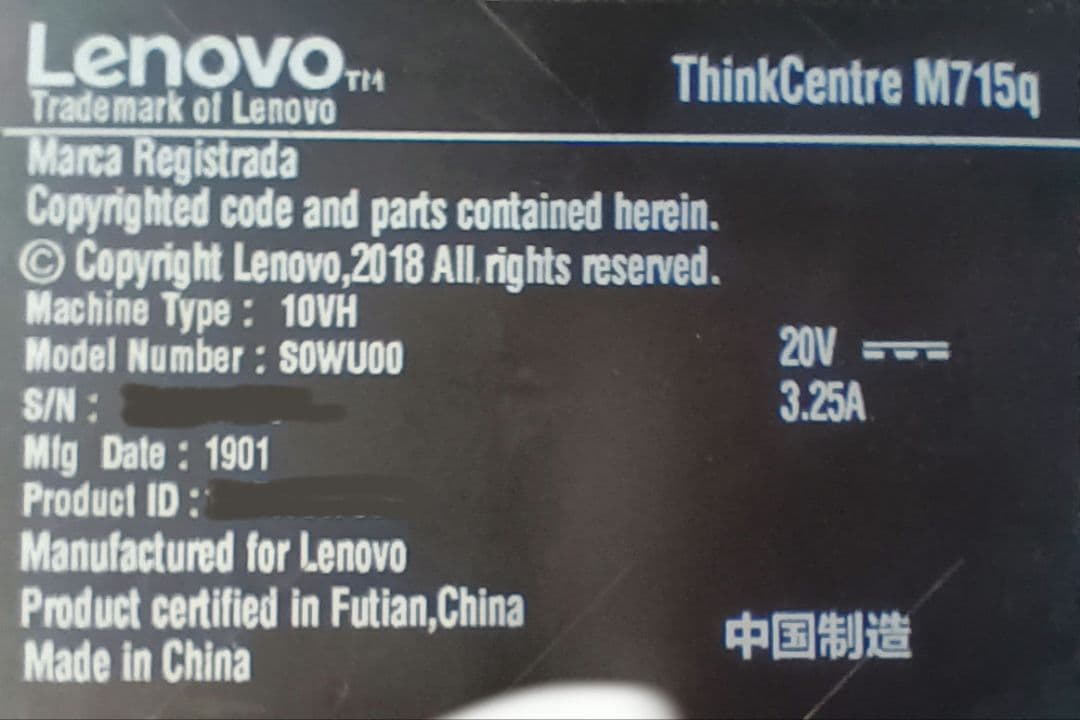 Lenovo™
Trademark of Lenovo
ThinkCentre M715q
Marca Registrada
Copyrighted code and parts contained herein.
© Copyright Lenovo,2018 All rights reserved.
Machine Type : 10VH
Model Number : S0WU00
S/N :
Mfg Date : 1901
Product ID :
Manufactured for Lenovo
Product certified in Futian,China
Made in China
20V
3.25A
中国制造